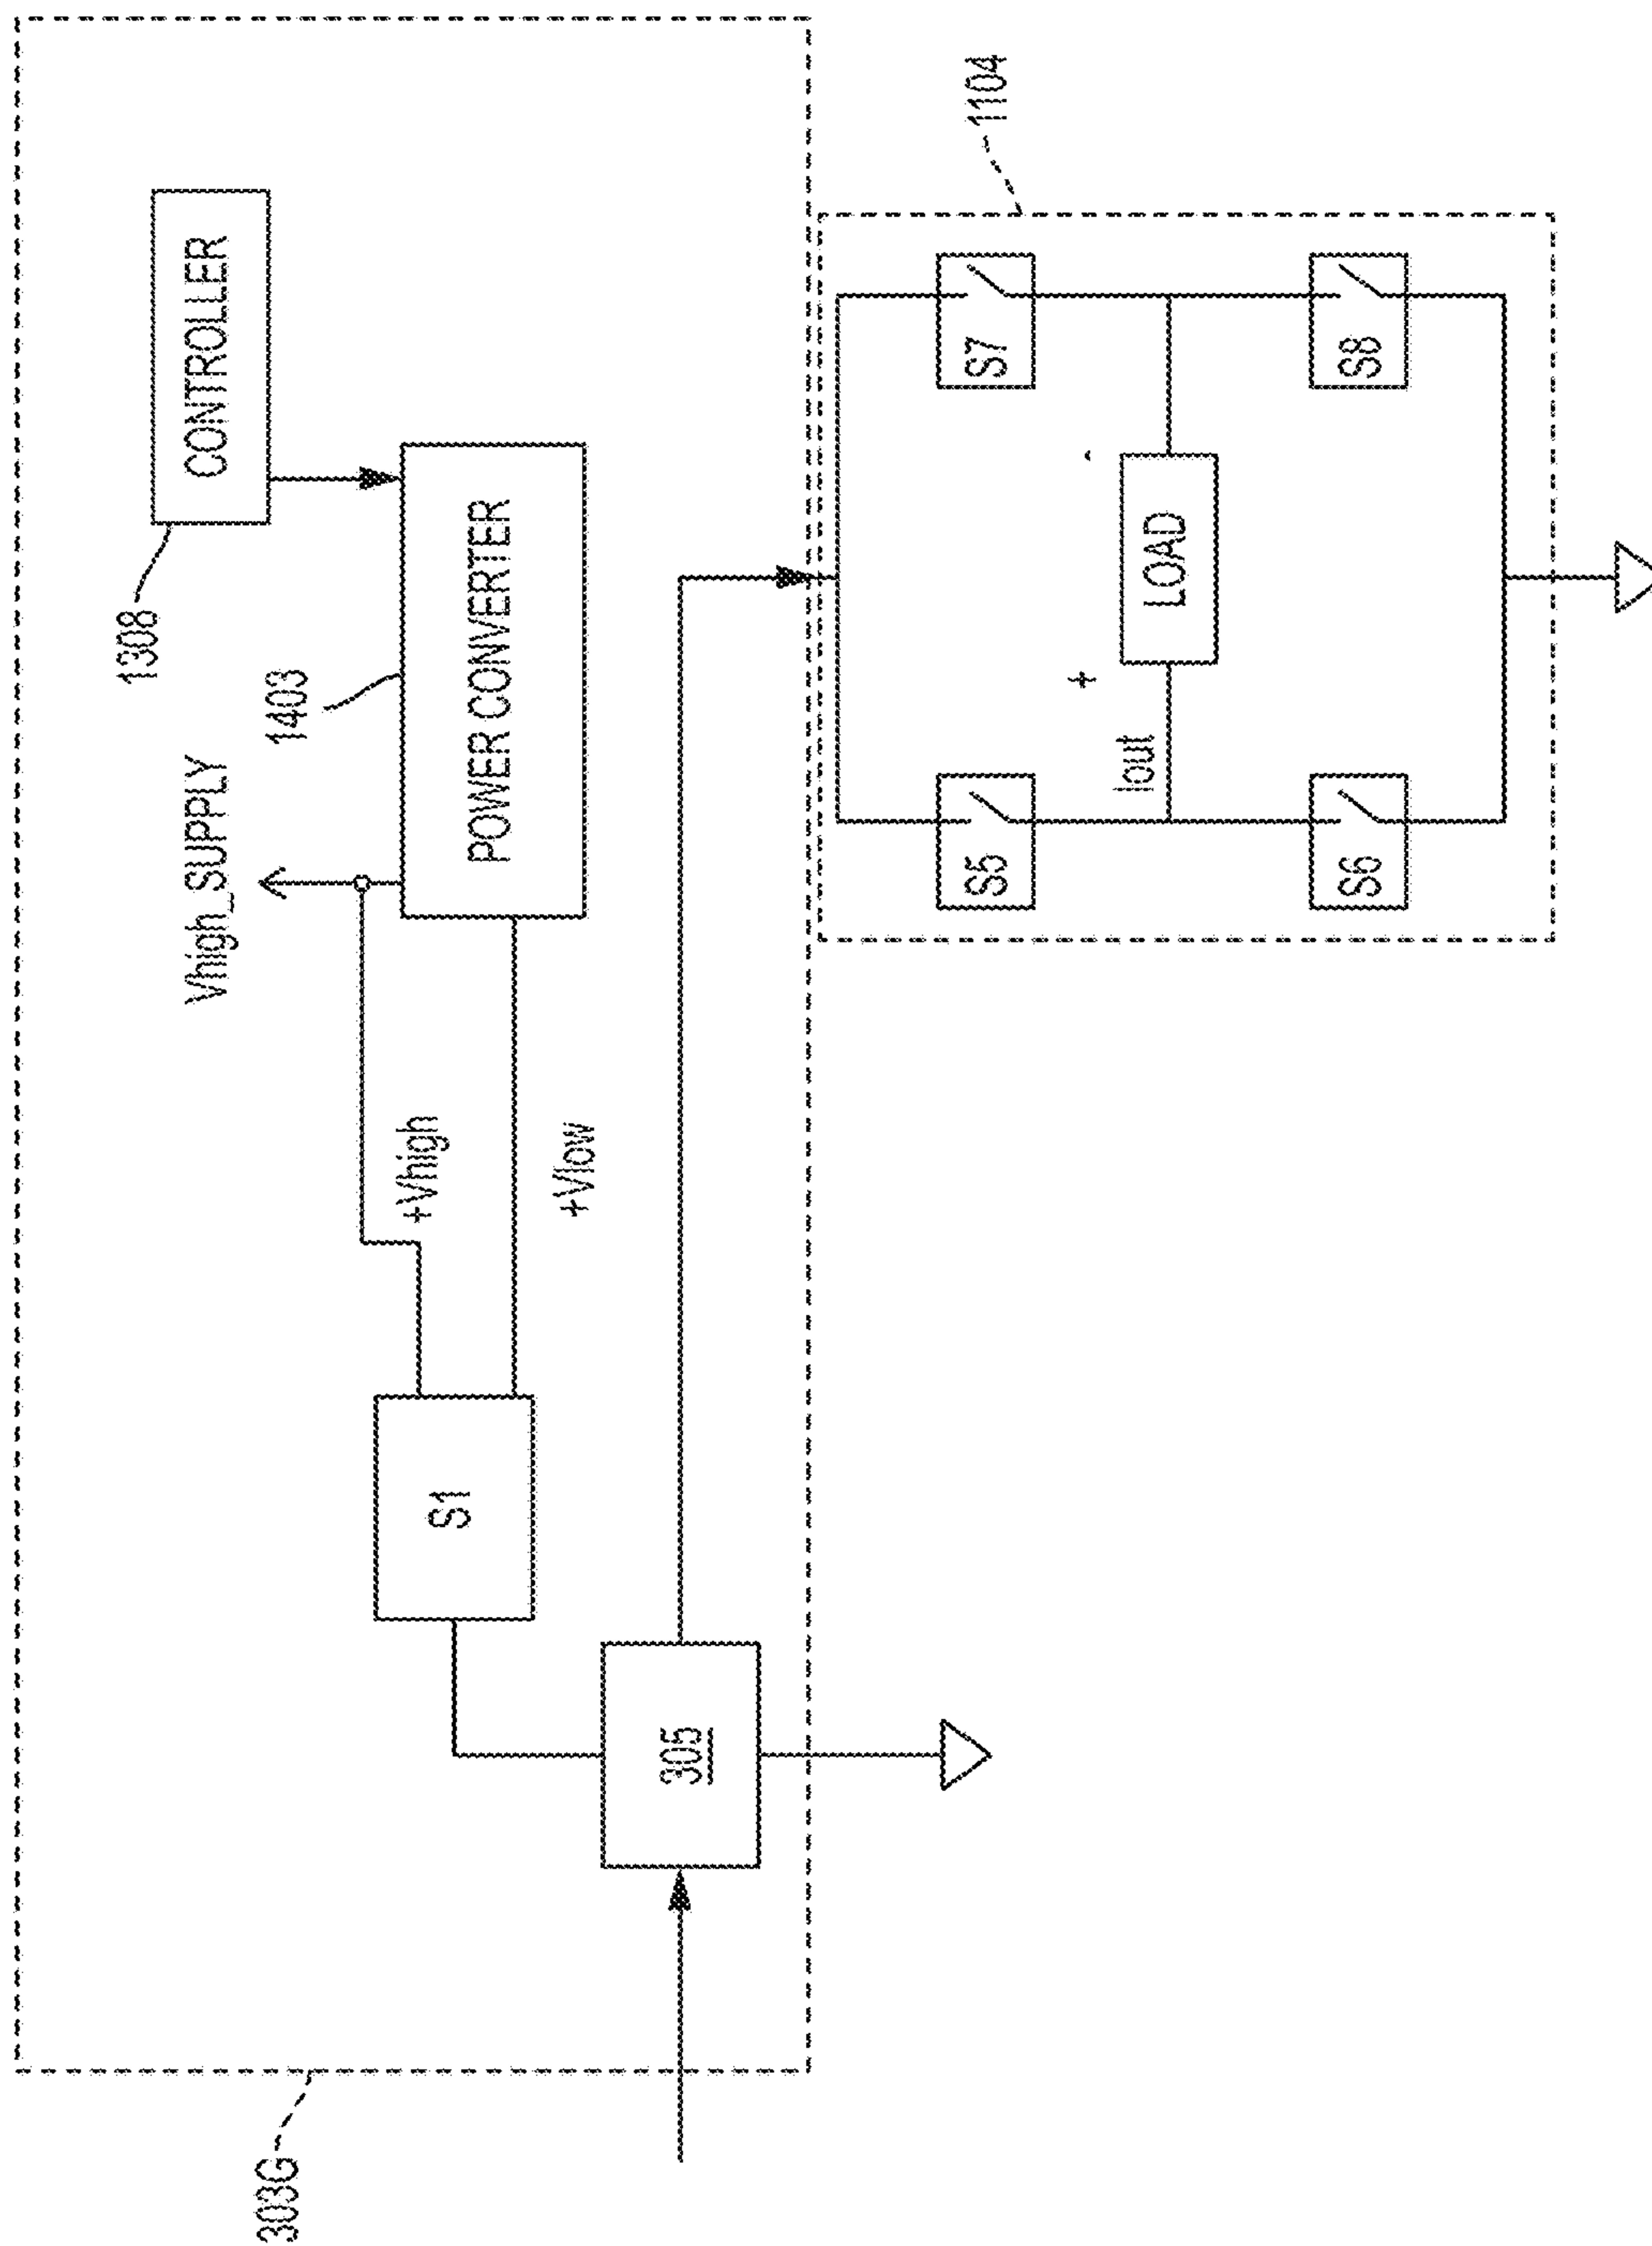 303G
1308
CONTROLLER
1403
POWER CONVERTER
Vhigh_SUPPLY
+Vhigh
+Vlow
S1
305
1104
S5
S7
Iout
+
LOAD
-
S6
S8